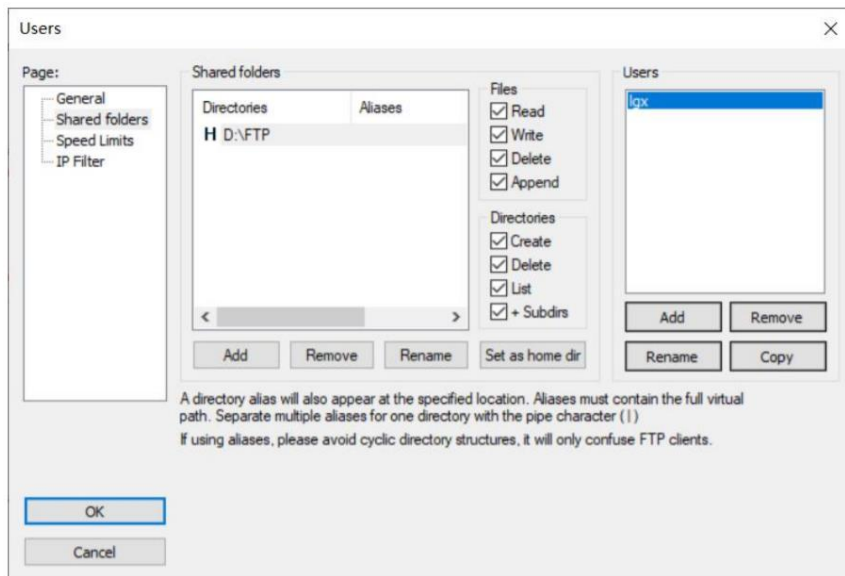 Users
Page:
General
Shared folders
Speed Limits
IP Filter
Shared folders
Directories Aliases
H D:\FTP
Files
Read
Write
Delete
Append
Directories
Create
Delete
List
+ Subdirs
Add Remove Rename Set as home dir
Users
lgx
Add Remove
Rename Copy
A directory alias will also appear at the specified location. Aliases must contain the full virtual
path. Separate multiple aliases for one directory with the pipe character (|)
If using aliases, please avoid cyclic directory structures, it will only confuse FTP clients.
OK
Cancel